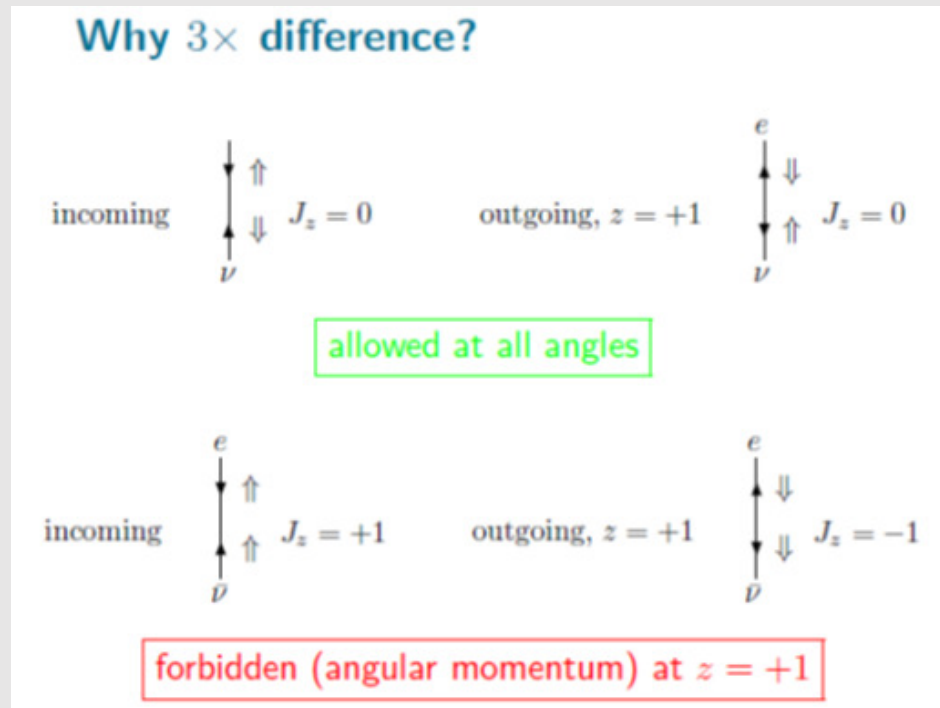 Why 3× difference?
e
incoming ⇑ ⇓ J_z = 0 outgoing, z = +1 ⇓ ⇑ J_z = 0
ν ν
allowed at all angles
e e
incoming ⇑ ⇑ J_z = +1 outgoing, z = +1 ⇓ ⇓ J_z = −1
ν̄ ν̄
forbidden (angular momentum) at z = +1